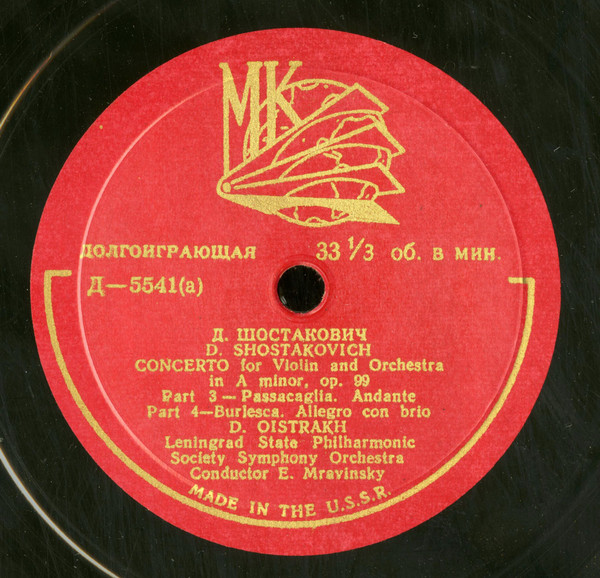 МК
ДОЛГОИГРАЮЩАЯ 33 1/3 об. в мин.
Д—5541(а)
Д. ШОСТАКОВИЧ
D. SHOSTAKOVICH
CONCERTO for Violin and Orchestra
in A minor, op. 99
Part 3—Passacaglia. Andante
Part 4—Burlesca. Allegro con brio
D. OISTRAKH
Leningrad State Philharmonic
Society Symphony Orchestra
Conductor E. Mravinsky
MADE IN THE U.S.S.R.